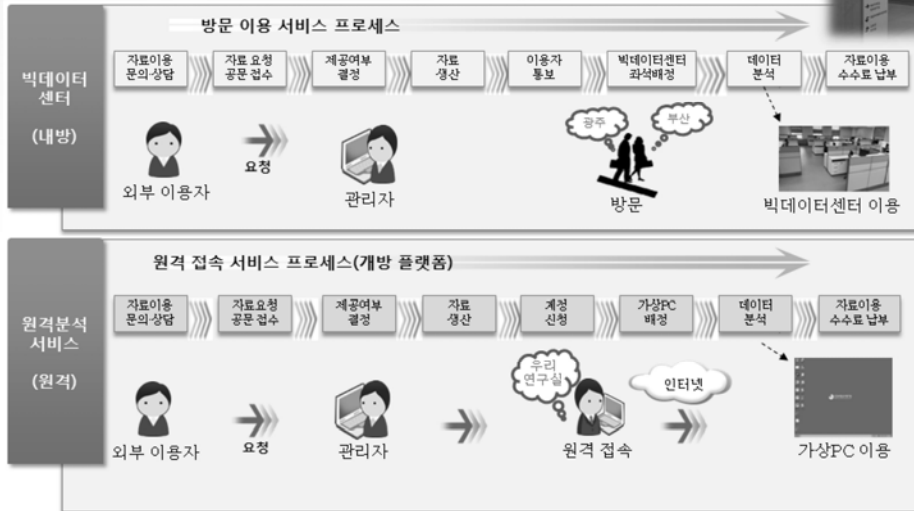 방문 이용 서비스 프로세스
빅데이터
센터
(내방)
자료이용
문의·상담
자료 요청
공문 접수
제공여부
결정
자료
생산
이용자
통보
빅데이터센터
좌석배정
데이터
분석
자료이용
수수료 납부
외부 이용자
요청
관리자
광주
부산
방문
빅데이터센터 이용
원격 접속 서비스 프로세스(개방 플랫폼)
원격분석
서비스
(원격)
자료이용
문의·상담
자료요청
공문 접수
제공여부
결정
자료
생산
계정
신청
가상PC
배정
데이터
분석
자료이용
수수료 납부
외부 이용자
요청
관리자
우리
연구실
원격 접속
인터넷
가상PC 이용